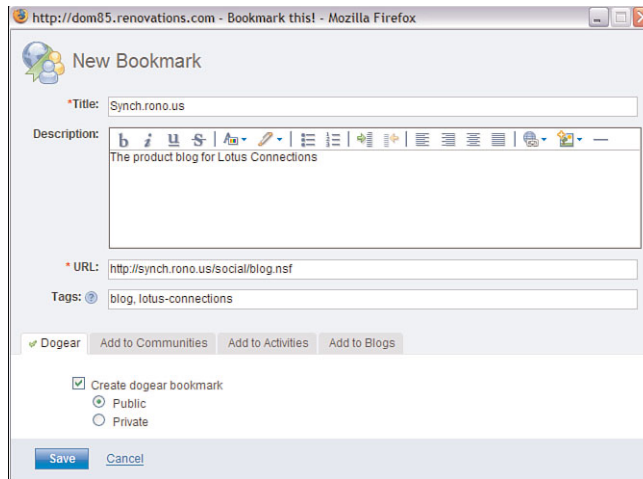 http://dom85.renovations.com - Bookmark this! - Mozilla Firefox
New Bookmark
*Title: Synch.rono.us
Description: b i u S
The product blog for Lotus Connections
* URL: http://synch.rono.us/social/blog.nsf
Tags: ? blog, lotus-connections
Dogear Add to Communities Add to Activities Add to Blogs
Create dogear bookmark
Public
Private
Save Cancel